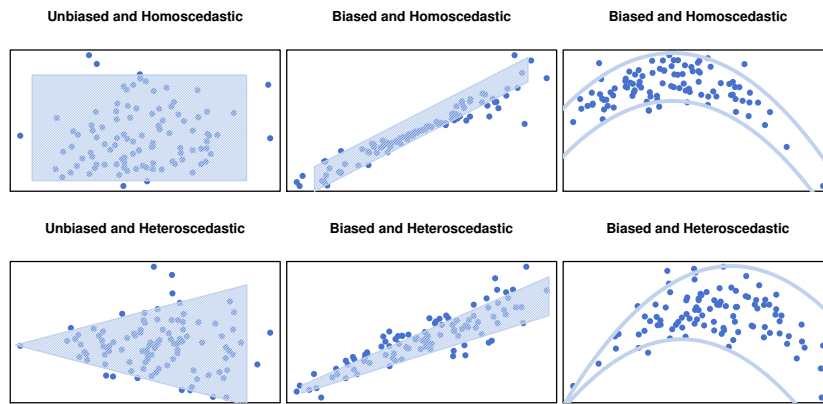 Unbiased and Homoscedastic
Biased and Homoscedastic
Biased and Homoscedastic
Unbiased and Heteroscedastic
Biased and Heteroscedastic
Biased and Heteroscedastic